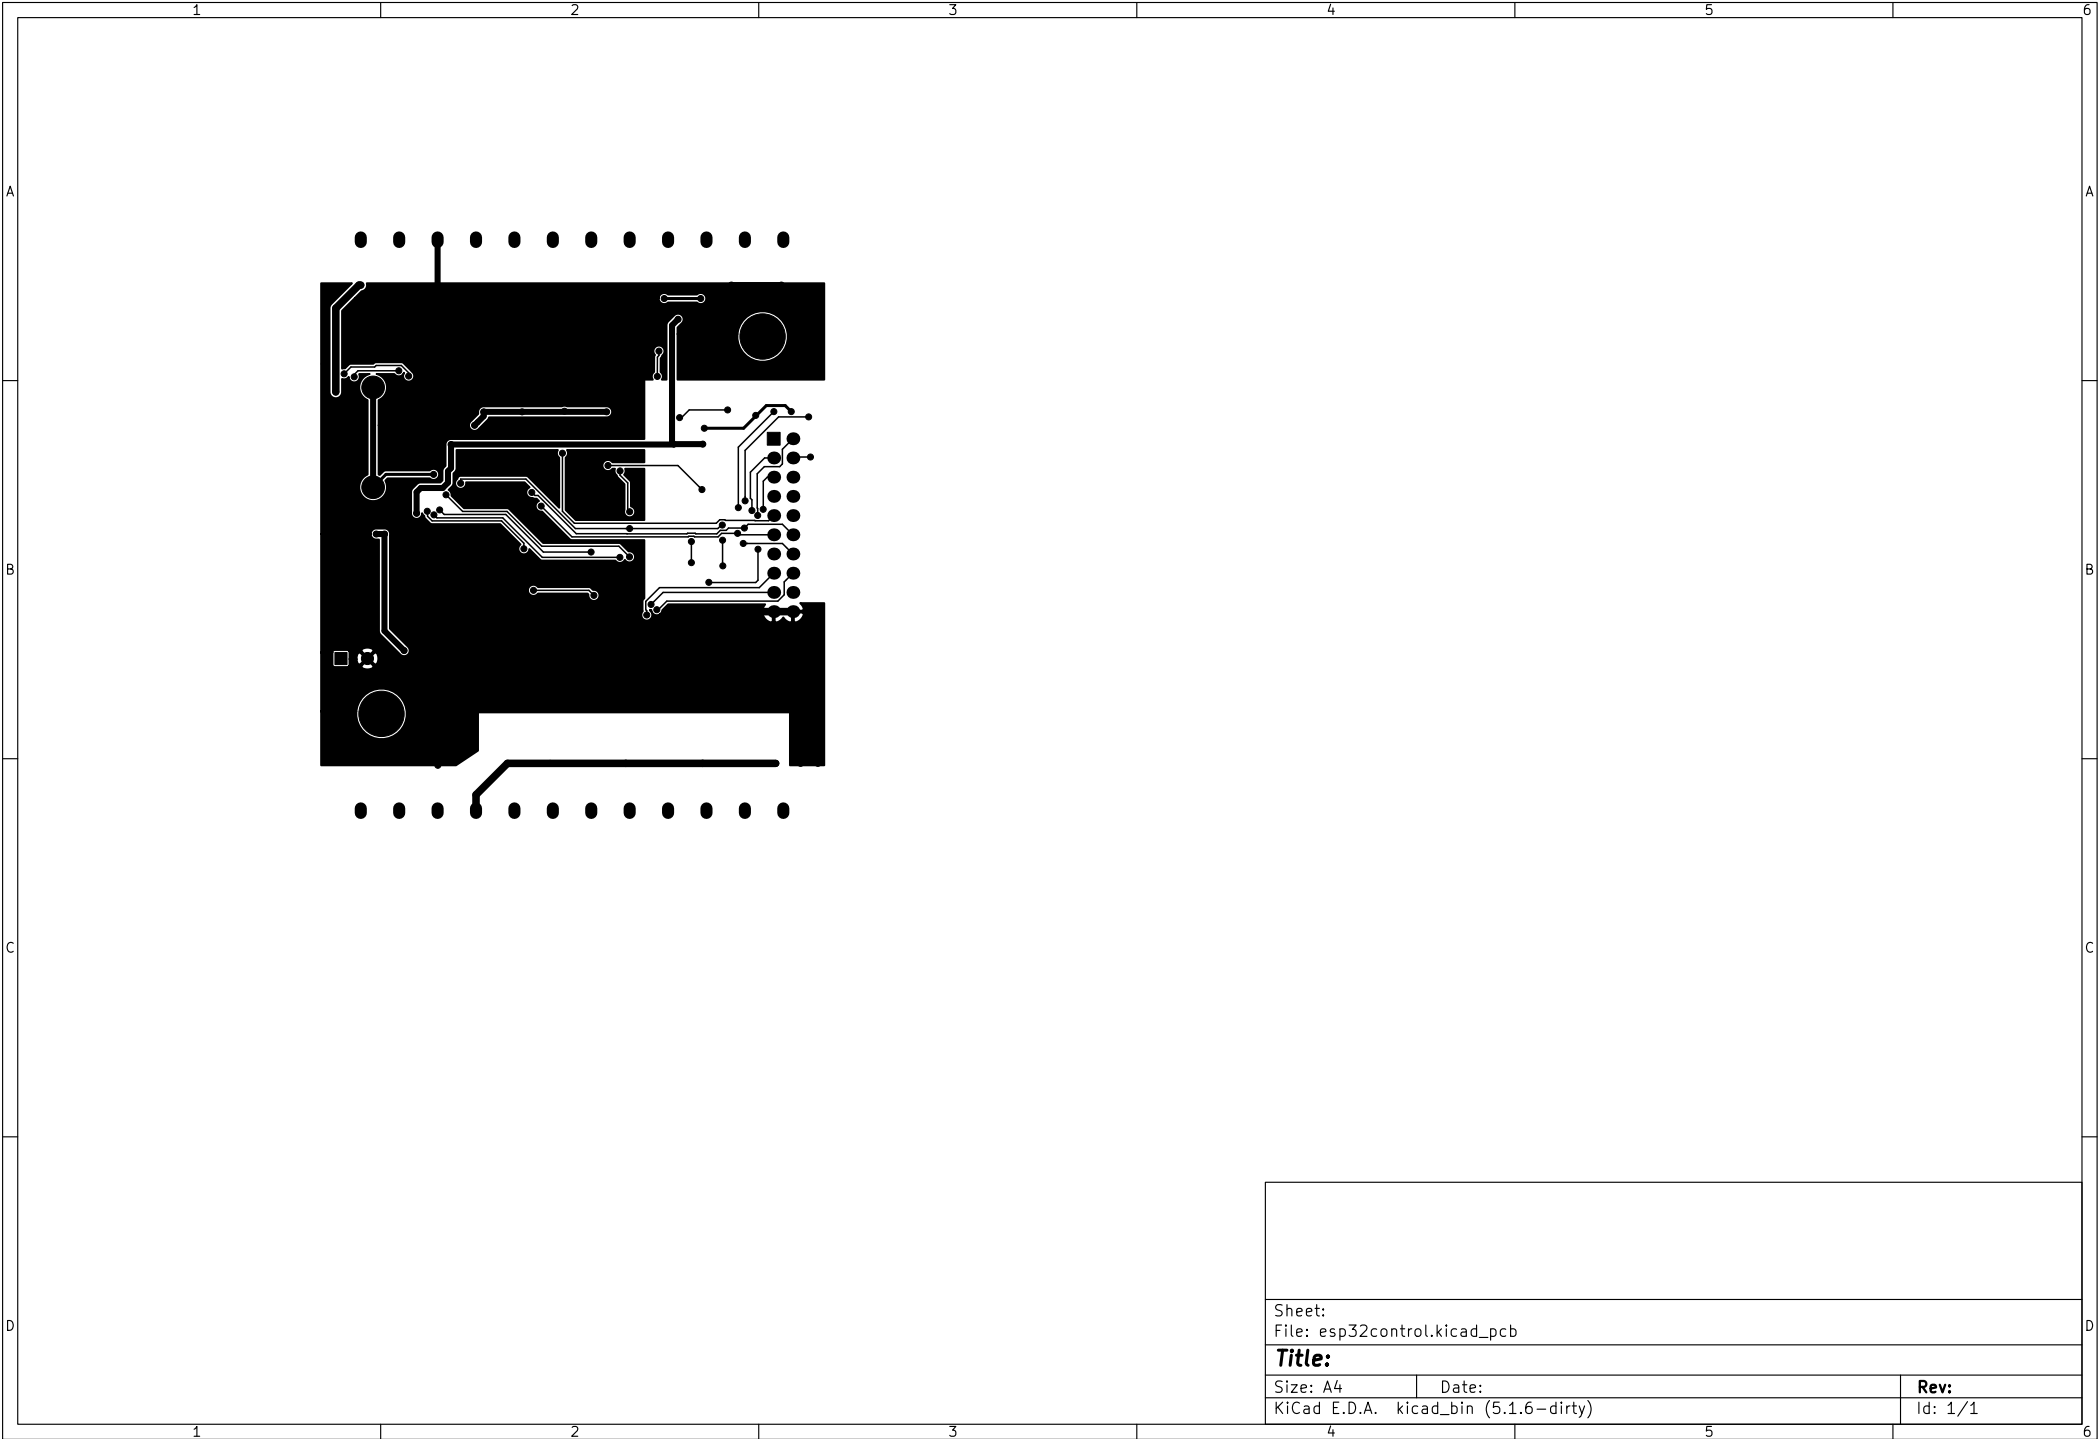 1 2 3 4 5 6
A A
B B
C C
Sheet:
D File: esp32control.kicad_pcb D
Title:
Size: A4 Date: Rev:
KiCad E.D.A. kicad_bin (5.1.6-dirty) Id: 1/1
1 2 3 4 5 6